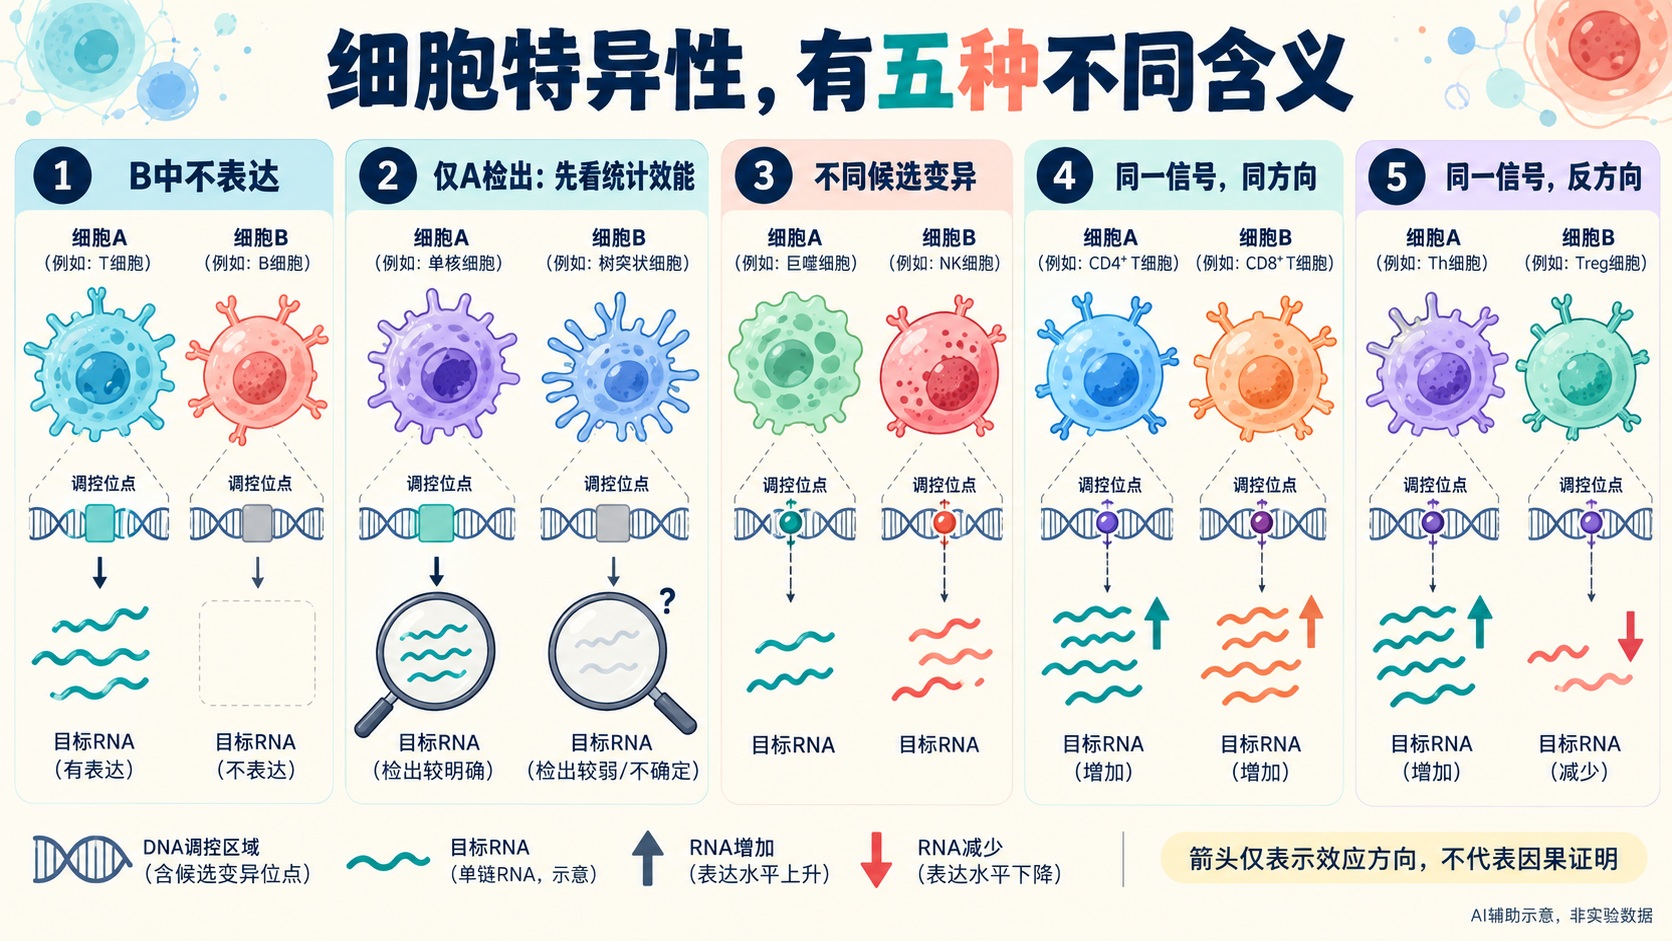 细胞特异性，有五种不同含义
1 B中不表达
细胞A
（例如：T细胞）
细胞B
（例如：B细胞）
调控位点
调控位点
目标RNA
（有表达）
目标RNA
（不表达）
2 仅A检出：先看统计效能
细胞A
（例如：单核细胞）
细胞B
（例如：树突状细胞）
调控位点
调控位点
?
目标RNA
（检出较明确）
目标RNA
（检出较弱/不确定）
3 不同候选变异
细胞A
（例如：巨噬细胞）
细胞B
（例如：NK细胞）
调控位点
调控位点
目标RNA
目标RNA
4 同一信号，同方向
细胞A
（例如：CD4⁺T细胞）
细胞B
（例如：CD8⁺T细胞）
调控位点
调控位点
目标RNA
（增加）
目标RNA
（增加）
5 同一信号，反方向
细胞A
（例如：Th细胞）
细胞B
（例如：Treg细胞）
调控位点
调控位点
目标RNA
（增加）
目标RNA
（减少）
DNA调控区域
（含候选变异位点）
目标RNA
（单链RNA，示意）
RNA增加
（表达水平上升）
RNA减少
（表达水平下降）
箭头仅表示效应方向，不代表因果证明
AI辅助示意，非实验数据